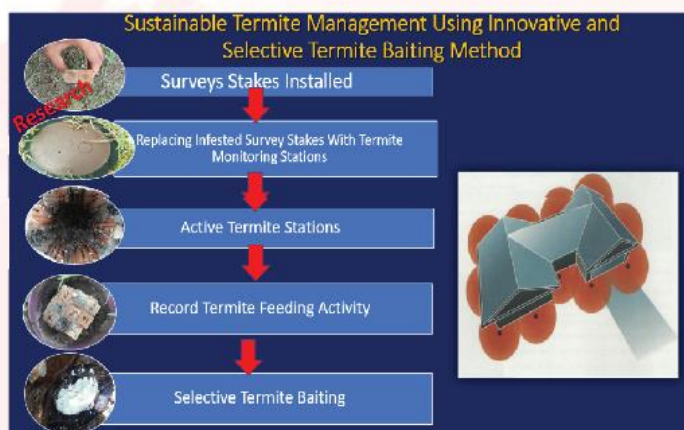 Sustainable Termite Management Using Innovative and
Selective Termite Baiting Method
Surveys Stakes Installed
Research
Replacing Infested Survey Stakes With Termite
Monitoring Stations
Active Termite Stations
Record Termite Feeding Activity
Selective Termite Baiting